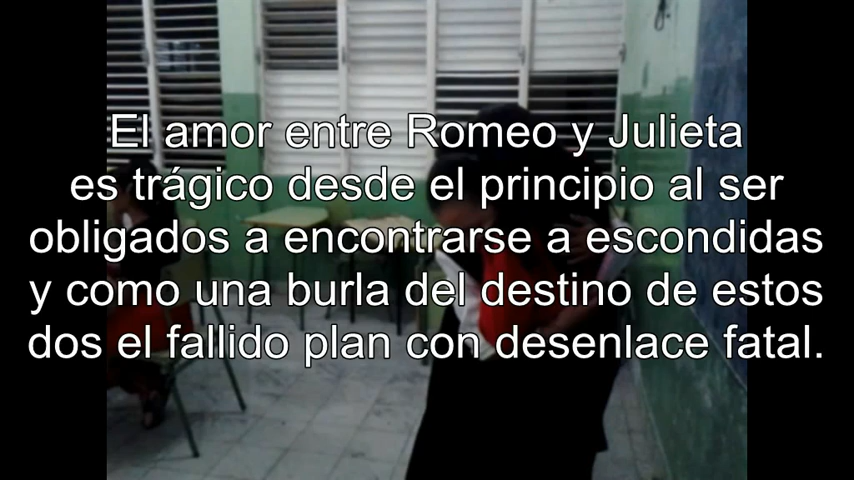 El amor entre Romeo y Julieta
es trágico desde el principio al ser
obligados a encontrarse a escondidas
y como una burla del destino de estos
dos el fallido plan con desenlace fatal.